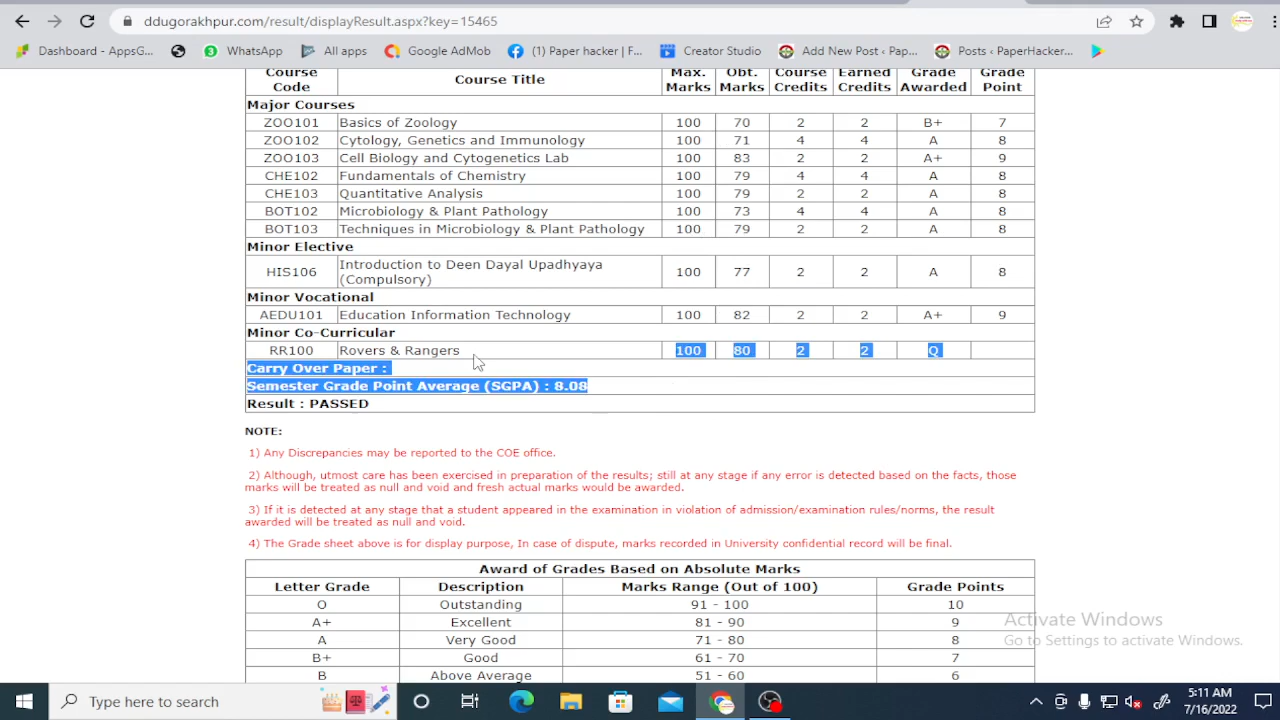 ddugorakhpur.com/result/displayResult.aspx?key=15465
Dashboard - AppsG... WhatsApp All apps Google AdMob (1) Paper hacker | F... Creator Studio Add New Post ‹ Pap... Posts ‹ PaperHacker...
Course Code Course Title Max. Marks Obt. Marks Course Credits Earned Credits Grade Awarded Grade Point
Major Courses
ZOO101 Basics of Zoology 100 70 2 2 B+ 7
ZOO102 Cytology, Genetics and Immunology 100 71 4 4 A 8
ZOO103 Cell Biology and Cytogenetics Lab 100 83 2 2 A+ 9
CHE102 Fundamentals of Chemistry 100 79 4 4 A 8
CHE103 Quantitative Analysis 100 79 2 2 A 8
BOT102 Microbiology & Plant Pathology 100 73 4 4 A 8
BOT103 Techniques in Microbiology & Plant Pathology 100 79 2 2 A 8
Minor Elective
HIS106 Introduction to Deen Dayal Upadhyaya (Compulsory) 100 77 2 2 A 8
Minor Vocational
AEDU101 Education Information Technology 100 82 2 2 A+ 9
Minor Co-Curricular
RR100 Rovers & Rangers 100 80 2 2 Q
Carry Over Paper :
Semester Grade Point Average (SGPA) : 8.08
Result : PASSED
NOTE:
1) Any Discrepancies may be reported to the COE office.
2) Although, utmost care has been exercised in preparation of the results; still at any stage if any error is detected based on the facts, those
marks will be treated as null and void and fresh actual marks would be awarded.
3) If it is detected at any stage that a student appeared in the examination in violation of admission/examination rules/norms, the result
awarded will be treated as null and void.
4) The Grade sheet above is for display purpose, In case of dispute, marks recorded in University confidential record will be final.
Award of Grades Based on Absolute Marks
Letter Grade Description Marks Range (Out of 100) Grade Points
O Outstanding 91 - 100 10
A+ Excellent 81 - 90 9
A Very Good 71 - 80 8
B+ Good 61 - 70 7
B Above Average 51 - 60 6
Activate Windows
Go to Settings to activate Windows.
Type here to search
5:11 AM
7/16/2022